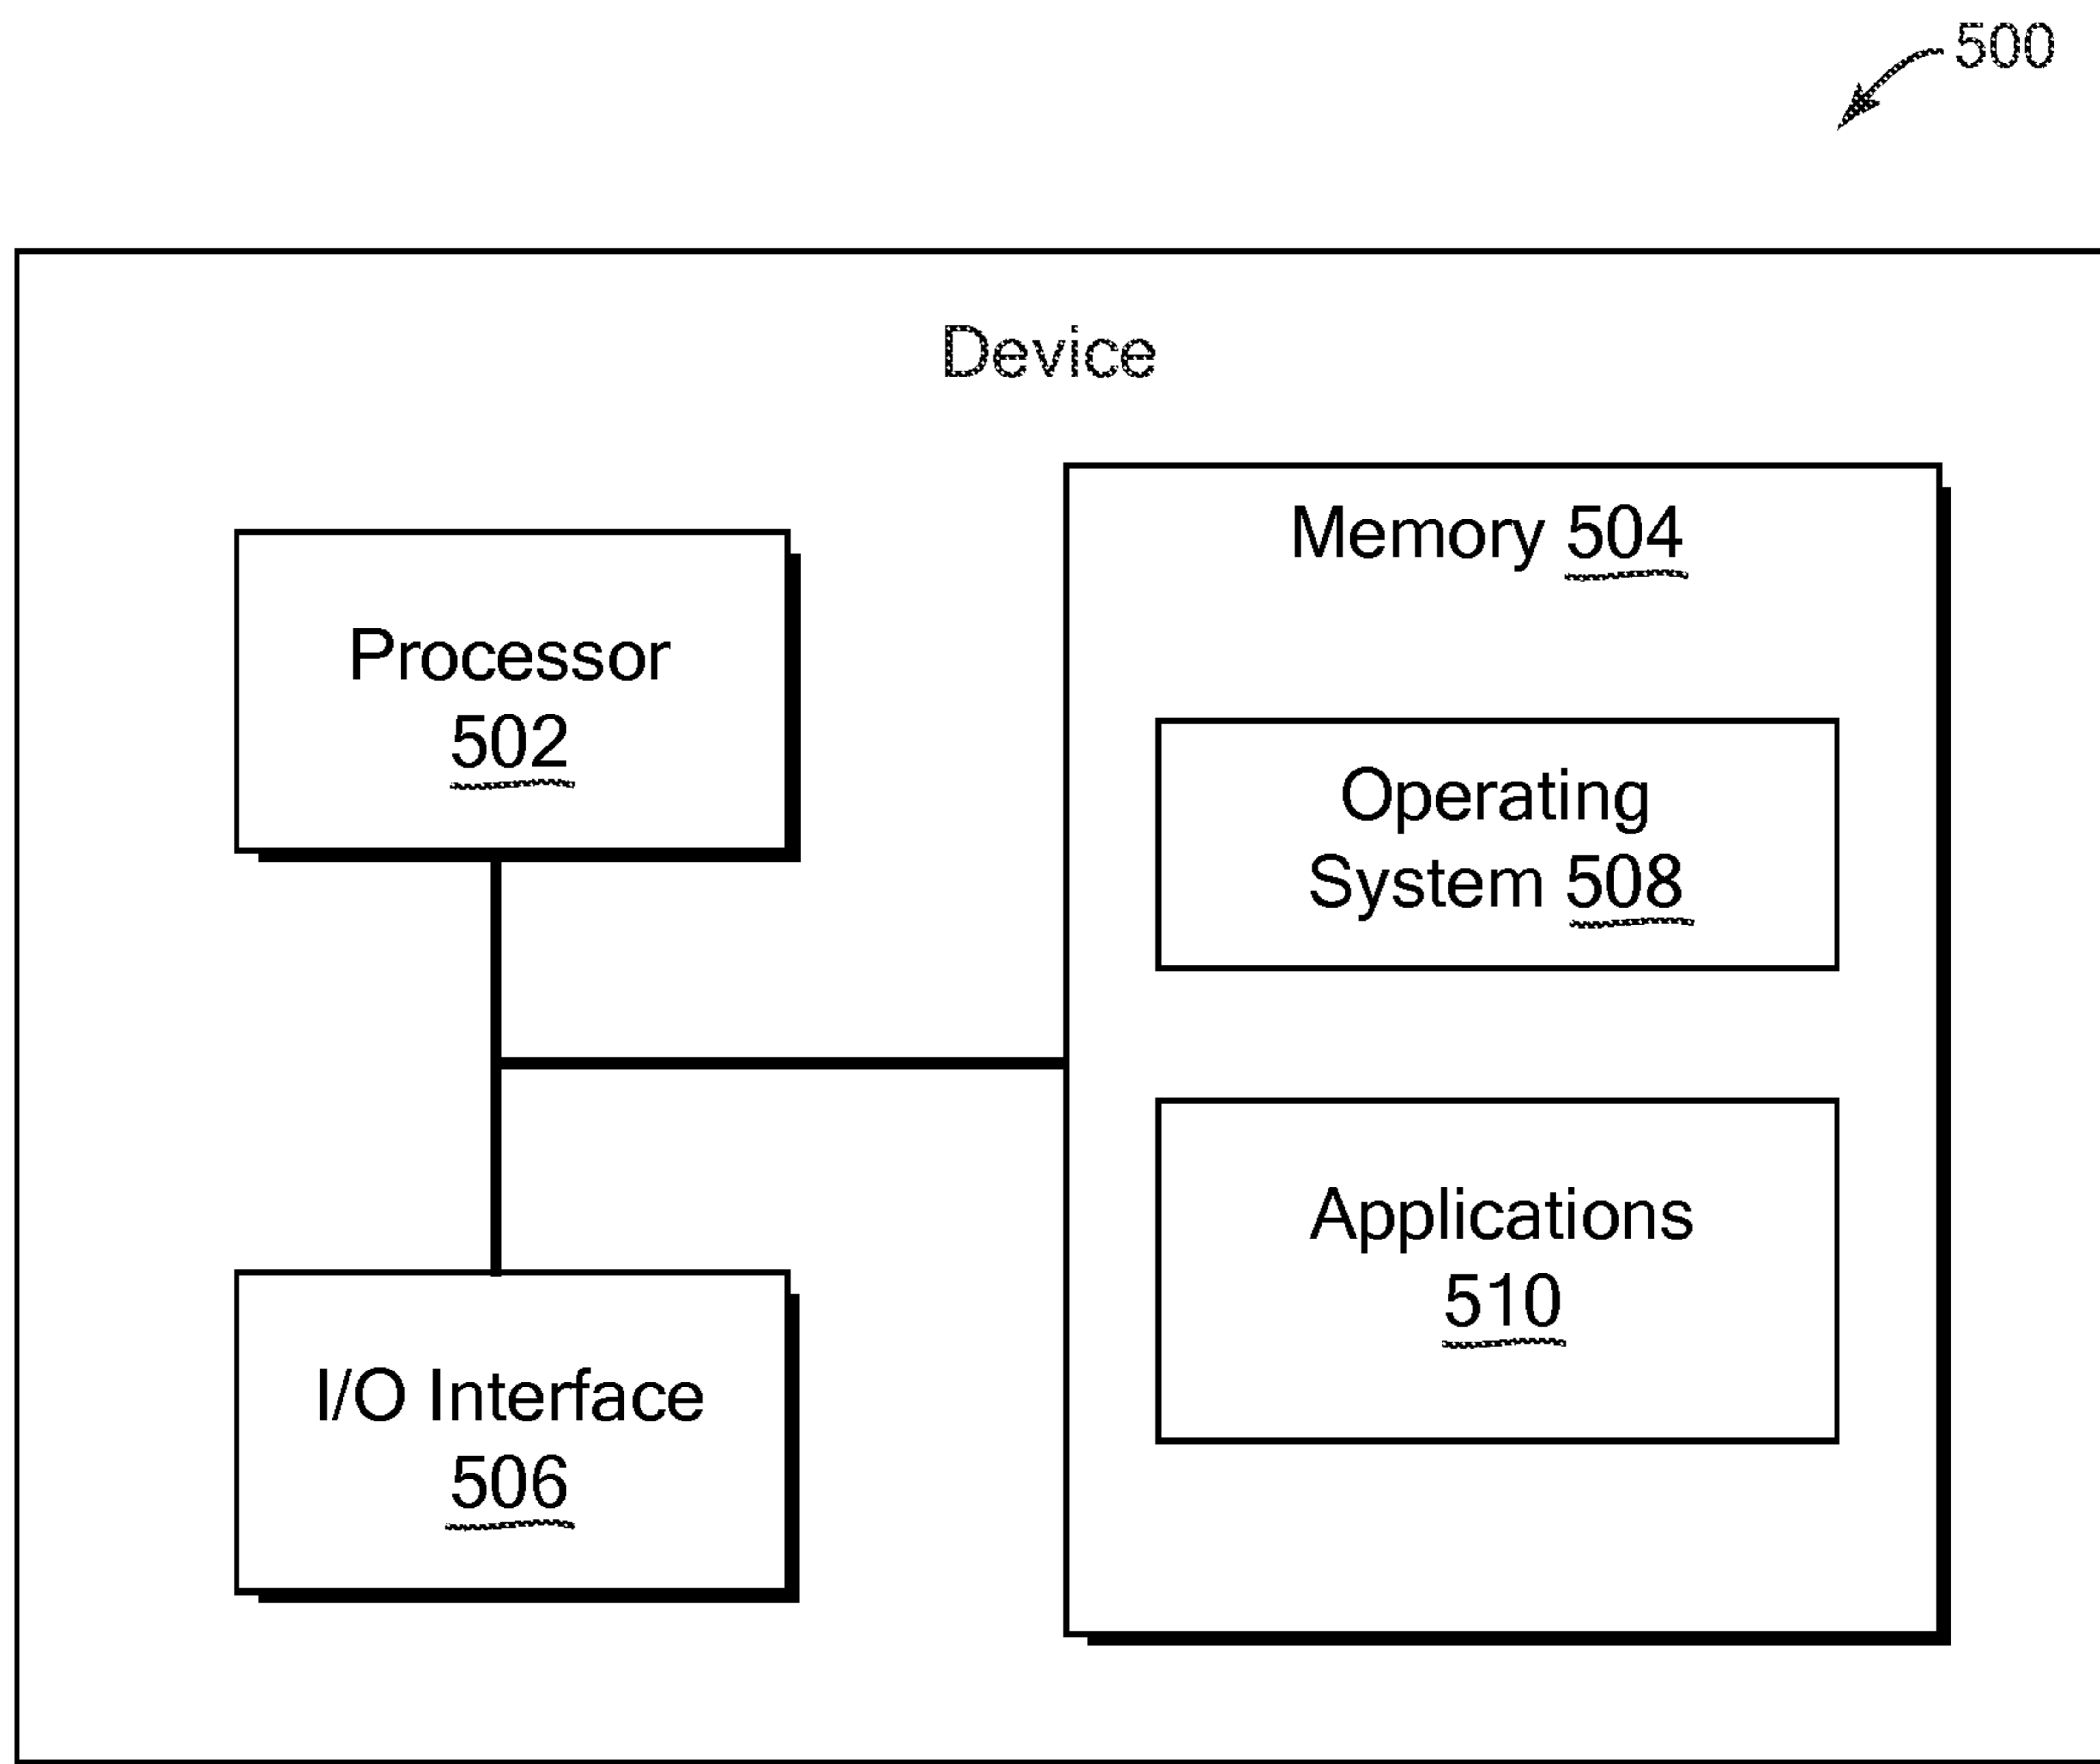 500
Device
Processor
502
Memory 504
Operating
System 508
Applications
510
I/O Interface
506